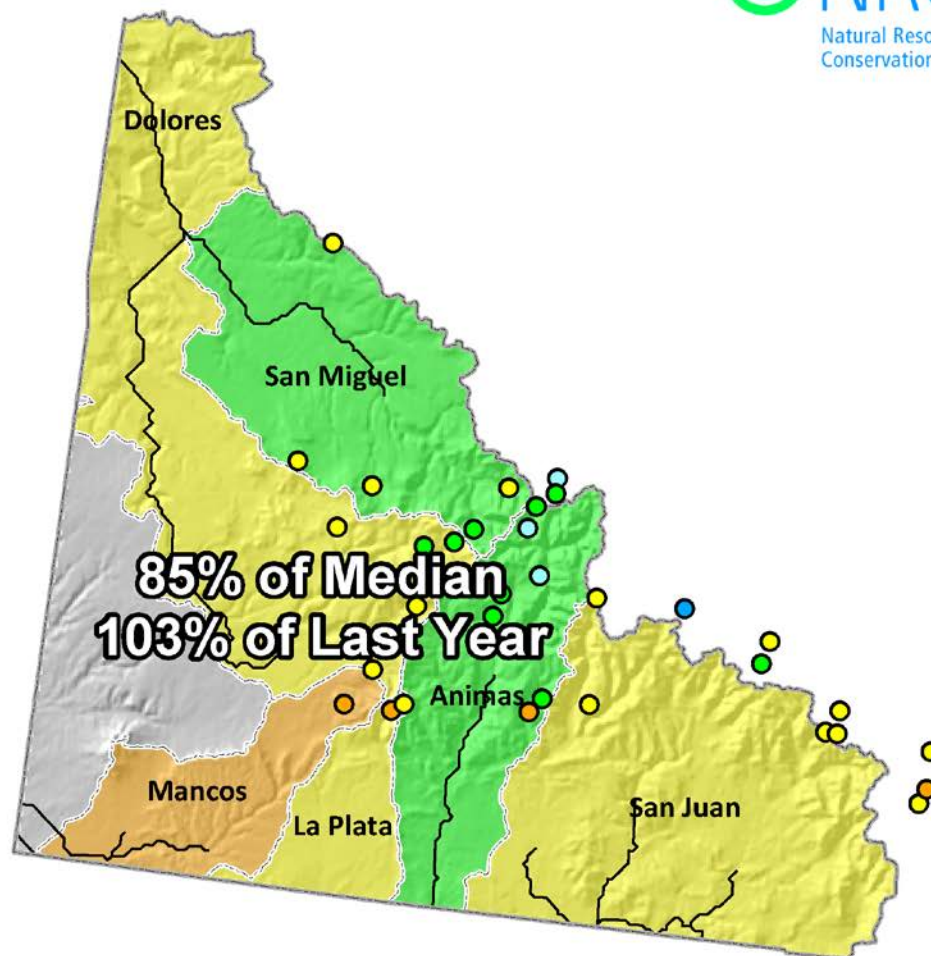 Natural Reso
Conservation
Dolores
San Miguel
85% of Median
103% of Last Year
Animas
Mancos
La Plata
San Juan